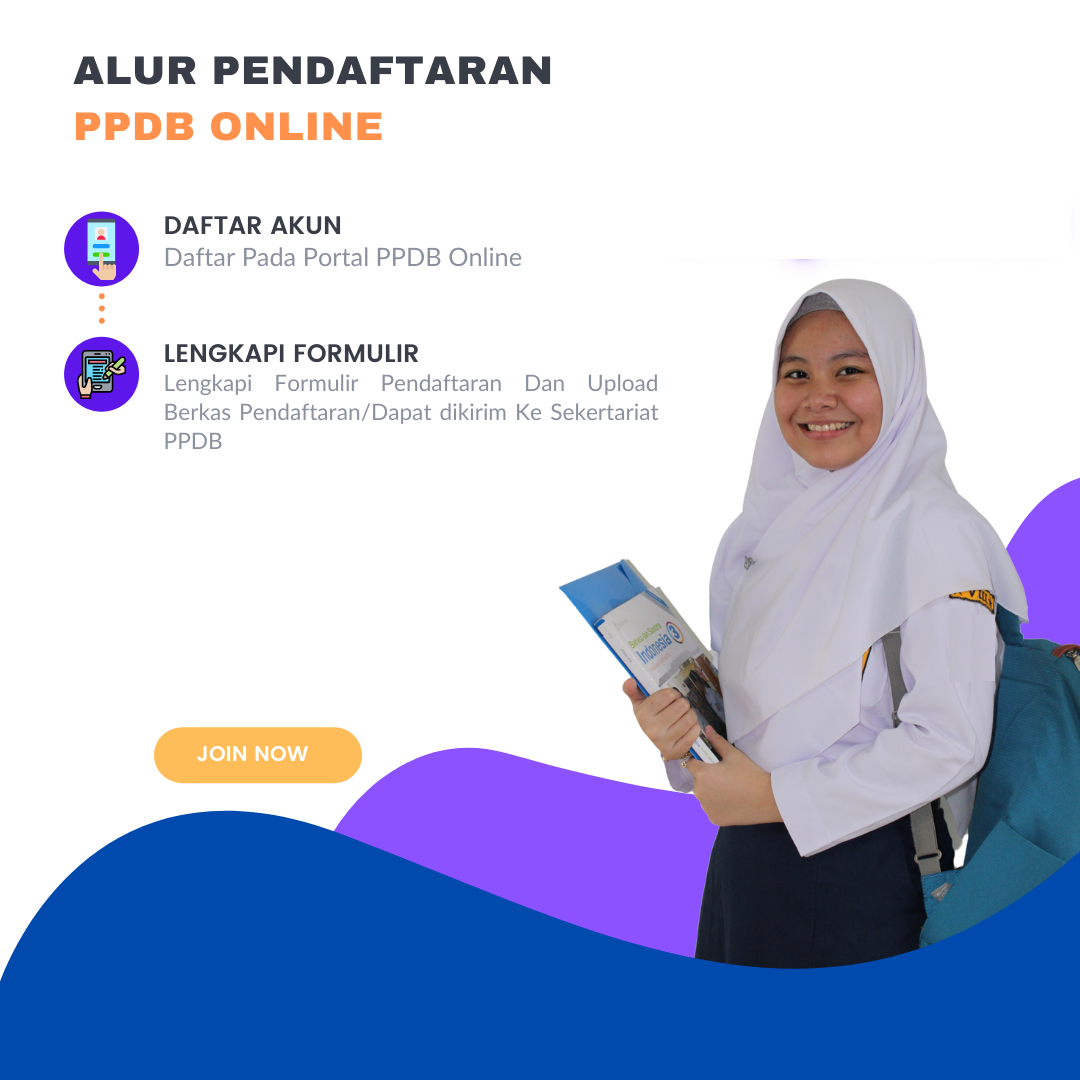 ALUR PENDAFTARAN
PPDB ONLINE
DAFTAR AKUN
Daftar Pada Portal PPDB Online
LENGKAPI FORMULIR
Lengkapi Formulir Pendaftaran Dan Upload
Berkas Pendaftaran/Dapat dikirim Ke Sekertariat
PPDB
Indonesia 3
JOIN NOW